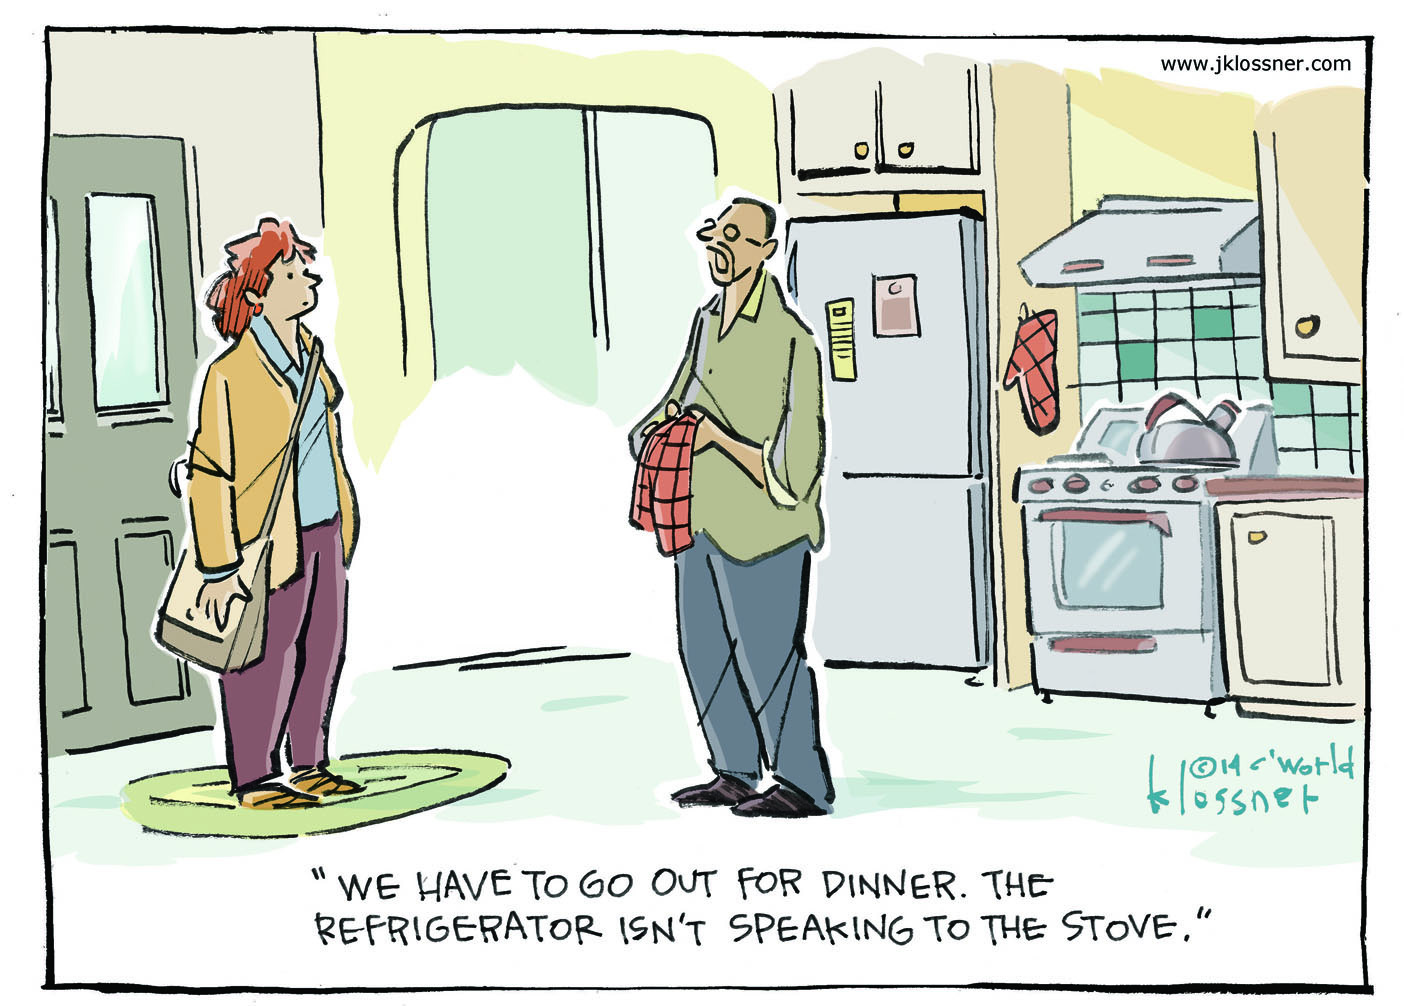 www.jklossner.com
©14 c'world
klossner
"WE HAVE TO GO OUT FOR DINNER. THE
REFRIGERATOR ISN'T SPEAKING TO THE STOVE."